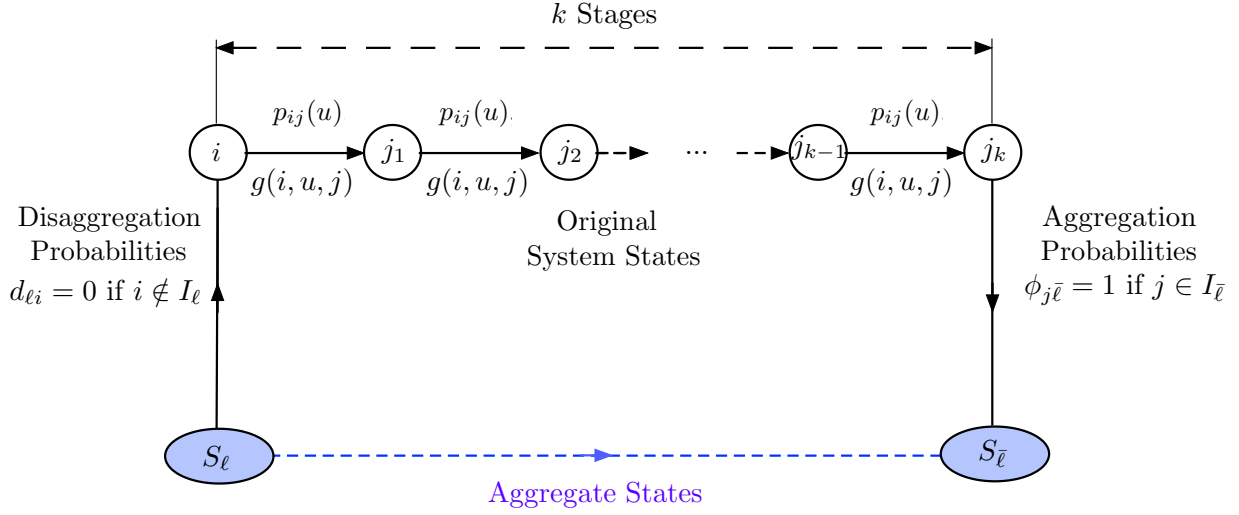 k Stages
p_{ij}(u) p_{ij}(u) p_{ij}(u)
i j_1 j_2 ... j_{k−1} j_k
g(i, u, j) g(i, u, j) g(i, u, j)
Disaggregation
Probabilities
d_{ℓi} = 0 if i ∉ I_ℓ
Original
System States
Aggregation
Probabilities
ϕ_{j\bar{ℓ}} = 1 if j ∈ I_{\bar{ℓ}}
S_ℓ S_{\bar{ℓ}}
Aggregate States